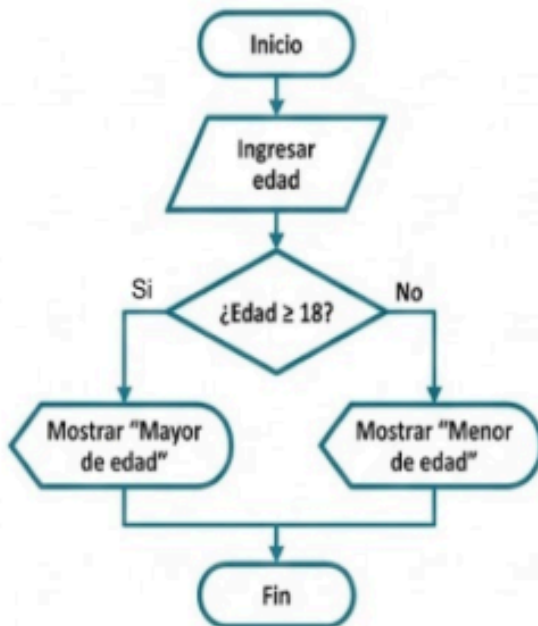 Inicio
Ingresar
edad
¿Edad ≥ 18?
Si
No
Mostrar “Mayor
de edad”
Mostrar “Menor
de edad”
Fin